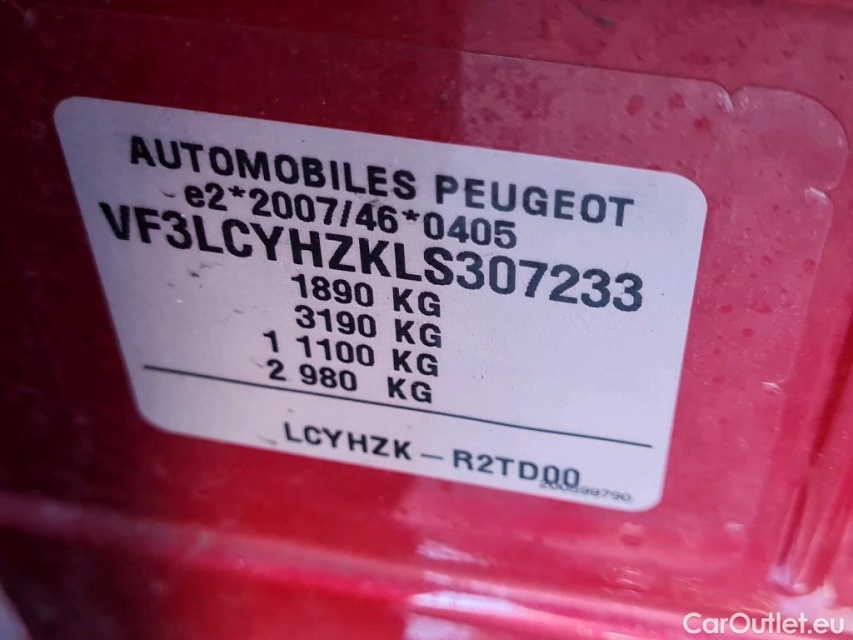 AUTOMOBILES PEUGEOT
e2*2007/46*0405
VF3LCYHZKLS307233
1890 KG
3190 KG
1 1100 KG
2 980 KG
LCYHZK - R2TD00
CarOutlet.eu